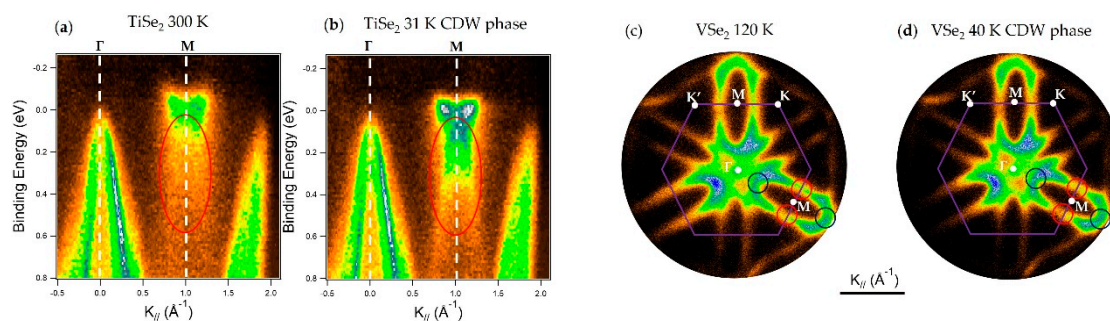 (a) TiSe₂ 300 K
(b) TiSe₂ 31 K CDW phase
(c) VSe₂ 120 K
(d) VSe₂ 40 K CDW phase
Γ M
Γ M
Binding Energy (eV)
-0.2
0.0
0.2
0.4
0.6
0.8
-0.5 0.0 0.5 1.0 1.5 2.0
K// (Å⁻¹)
Binding Energy (eV)
-0.2
0.0
0.2
0.4
0.6
0.8
-0.5 0.0 0.5 1.0 1.5 2.0
K// (Å⁻¹)
K' M K
Γ
M
K' M K
Γ
M
K// (Å⁻¹)